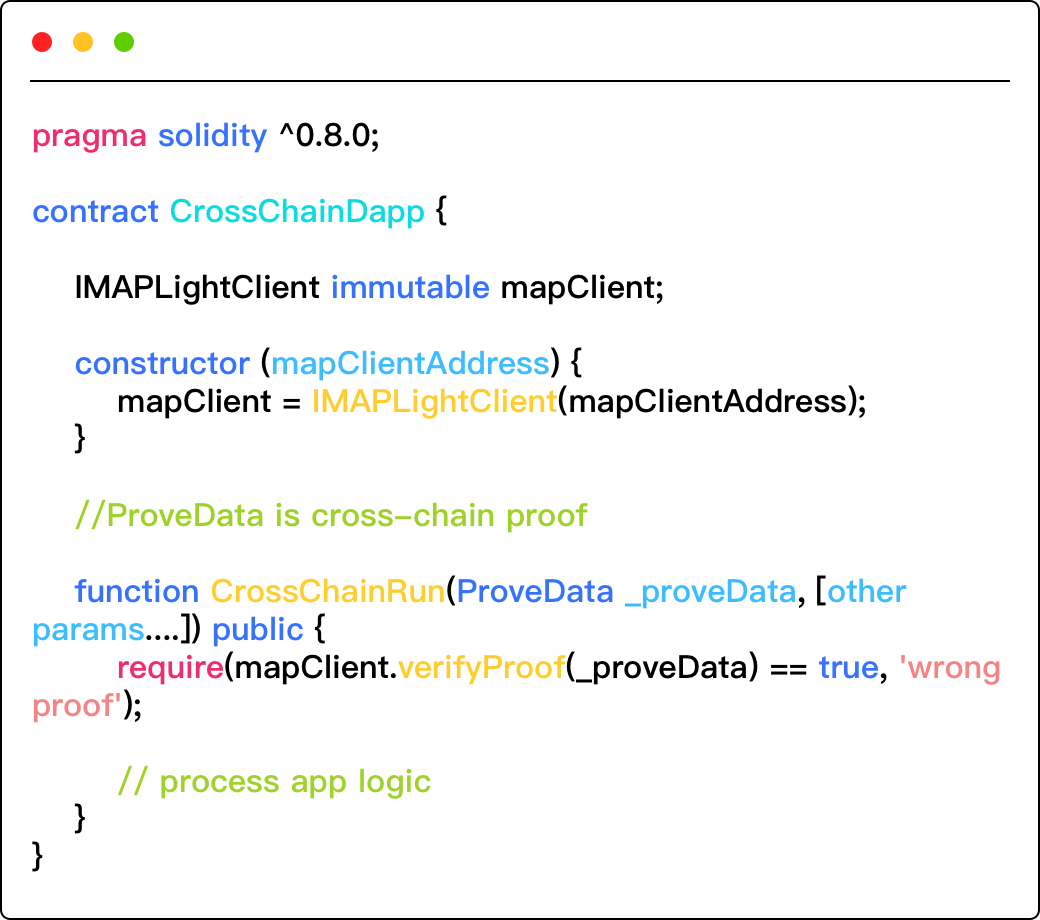 pragma solidity ^0.8.0;
contract CrossChainDapp {
IMAPLightClient immutable mapClient;
constructor (mapClientAddress) {
mapClient = IMAPLightClient(mapClientAddress);
}
//ProveData is cross-chain proof
function CrossChainRun(ProveData _proveData, [other
params....]) public {
require(mapClient.verifyProof(_proveData) == true, 'wrong
proof');
// process app logic
}
}